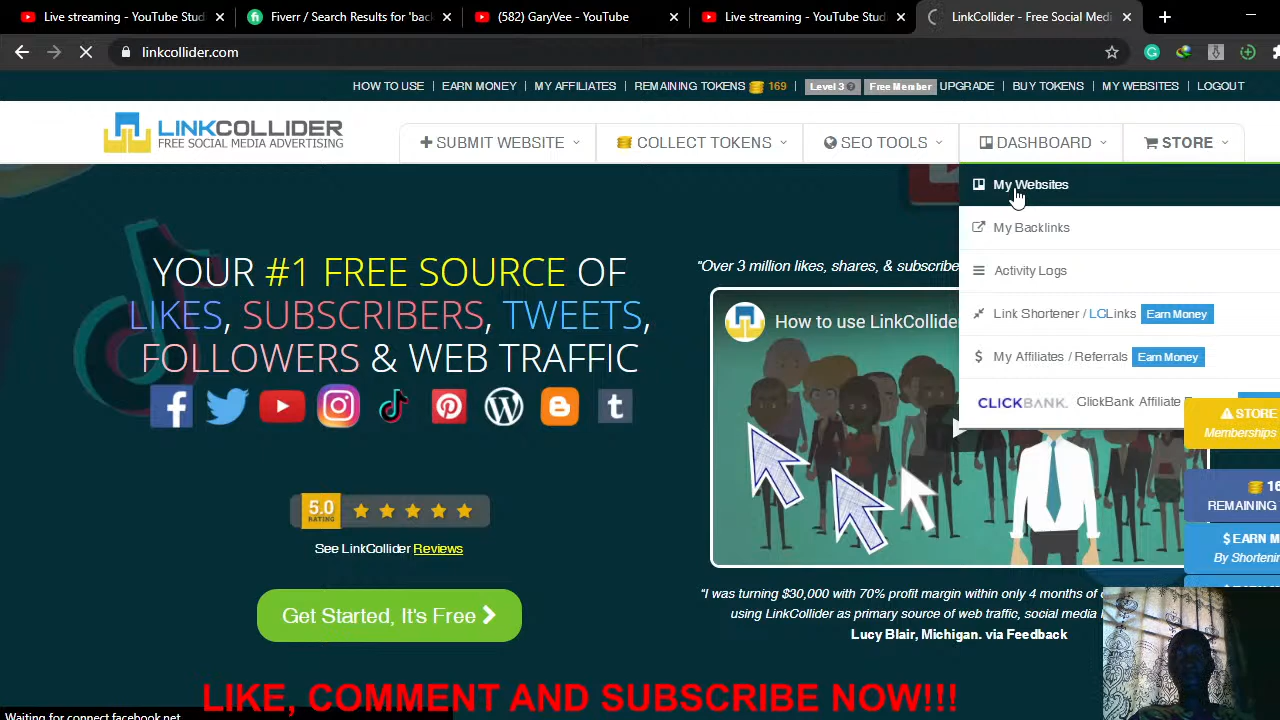 Live streaming - YouTube Stud
Fiverr / Search Results for 'back
(582) GaryVee - YouTube
Live streaming - YouTube Stud
LinkCollider - Free Social Medi
linkcollider.com
HOW TO USE | EARN MONEY | MY AFFILIATES | REMAINING TOKENS 169 | Level 3 Free Member UPGRADE | BUY TOKENS | MY WEBSITES | LOGOUT
LINKCOLLIDER
FREE SOCIAL MEDIA ADVERTISING
SUBMIT WEBSITE
COLLECT TOKENS
SEO TOOLS
DASHBOARD
STORE
My Websites
My Backlinks
Activity Logs
Link Shortener / LCLinks Earn Money
My Affiliates / Referrals Earn Money
CLICKBANK. ClickBank Affiliate
YOUR #1 FREE SOURCE OF
LIKES, SUBSCRIBERS, TWEETS,
FOLLOWERS & WEB TRAFFIC
5.0
RATING
See LinkCollider Reviews
Get Started, It's Free
"Over 3 million likes, shares, & subscribe
How to use LinkCollider
"I was turning $30,000 with 70% profit margin within only 4 months of
using LinkCollider as primary source of web traffic, social media
Lucy Blair, Michigan. via Feedback
STORE
Memberships
16
REMAINING
$ EARN M
By Shortenin
LIKE, COMMENT AND SUBSCRIBE NOW!!!
Waiting for connect.facebook.net